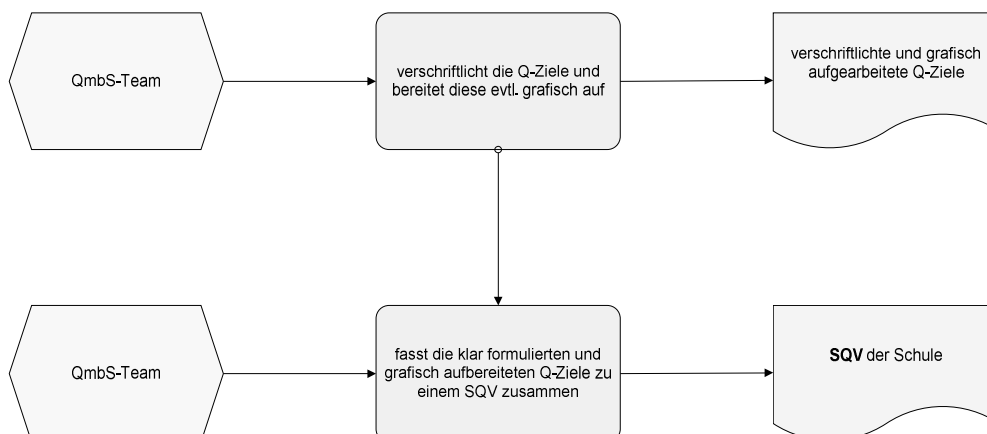 QmbS-Team
verschriftlicht die Q-Ziele und
bereitet diese evtl. grafisch auf
verschriftlichte und grafisch
aufgearbeitete Q-Ziele
QmbS-Team
fasst die klar formulierten und
grafisch aufbereiteten Q-Ziele zu
einem SQV zusammen
SQV der Schule